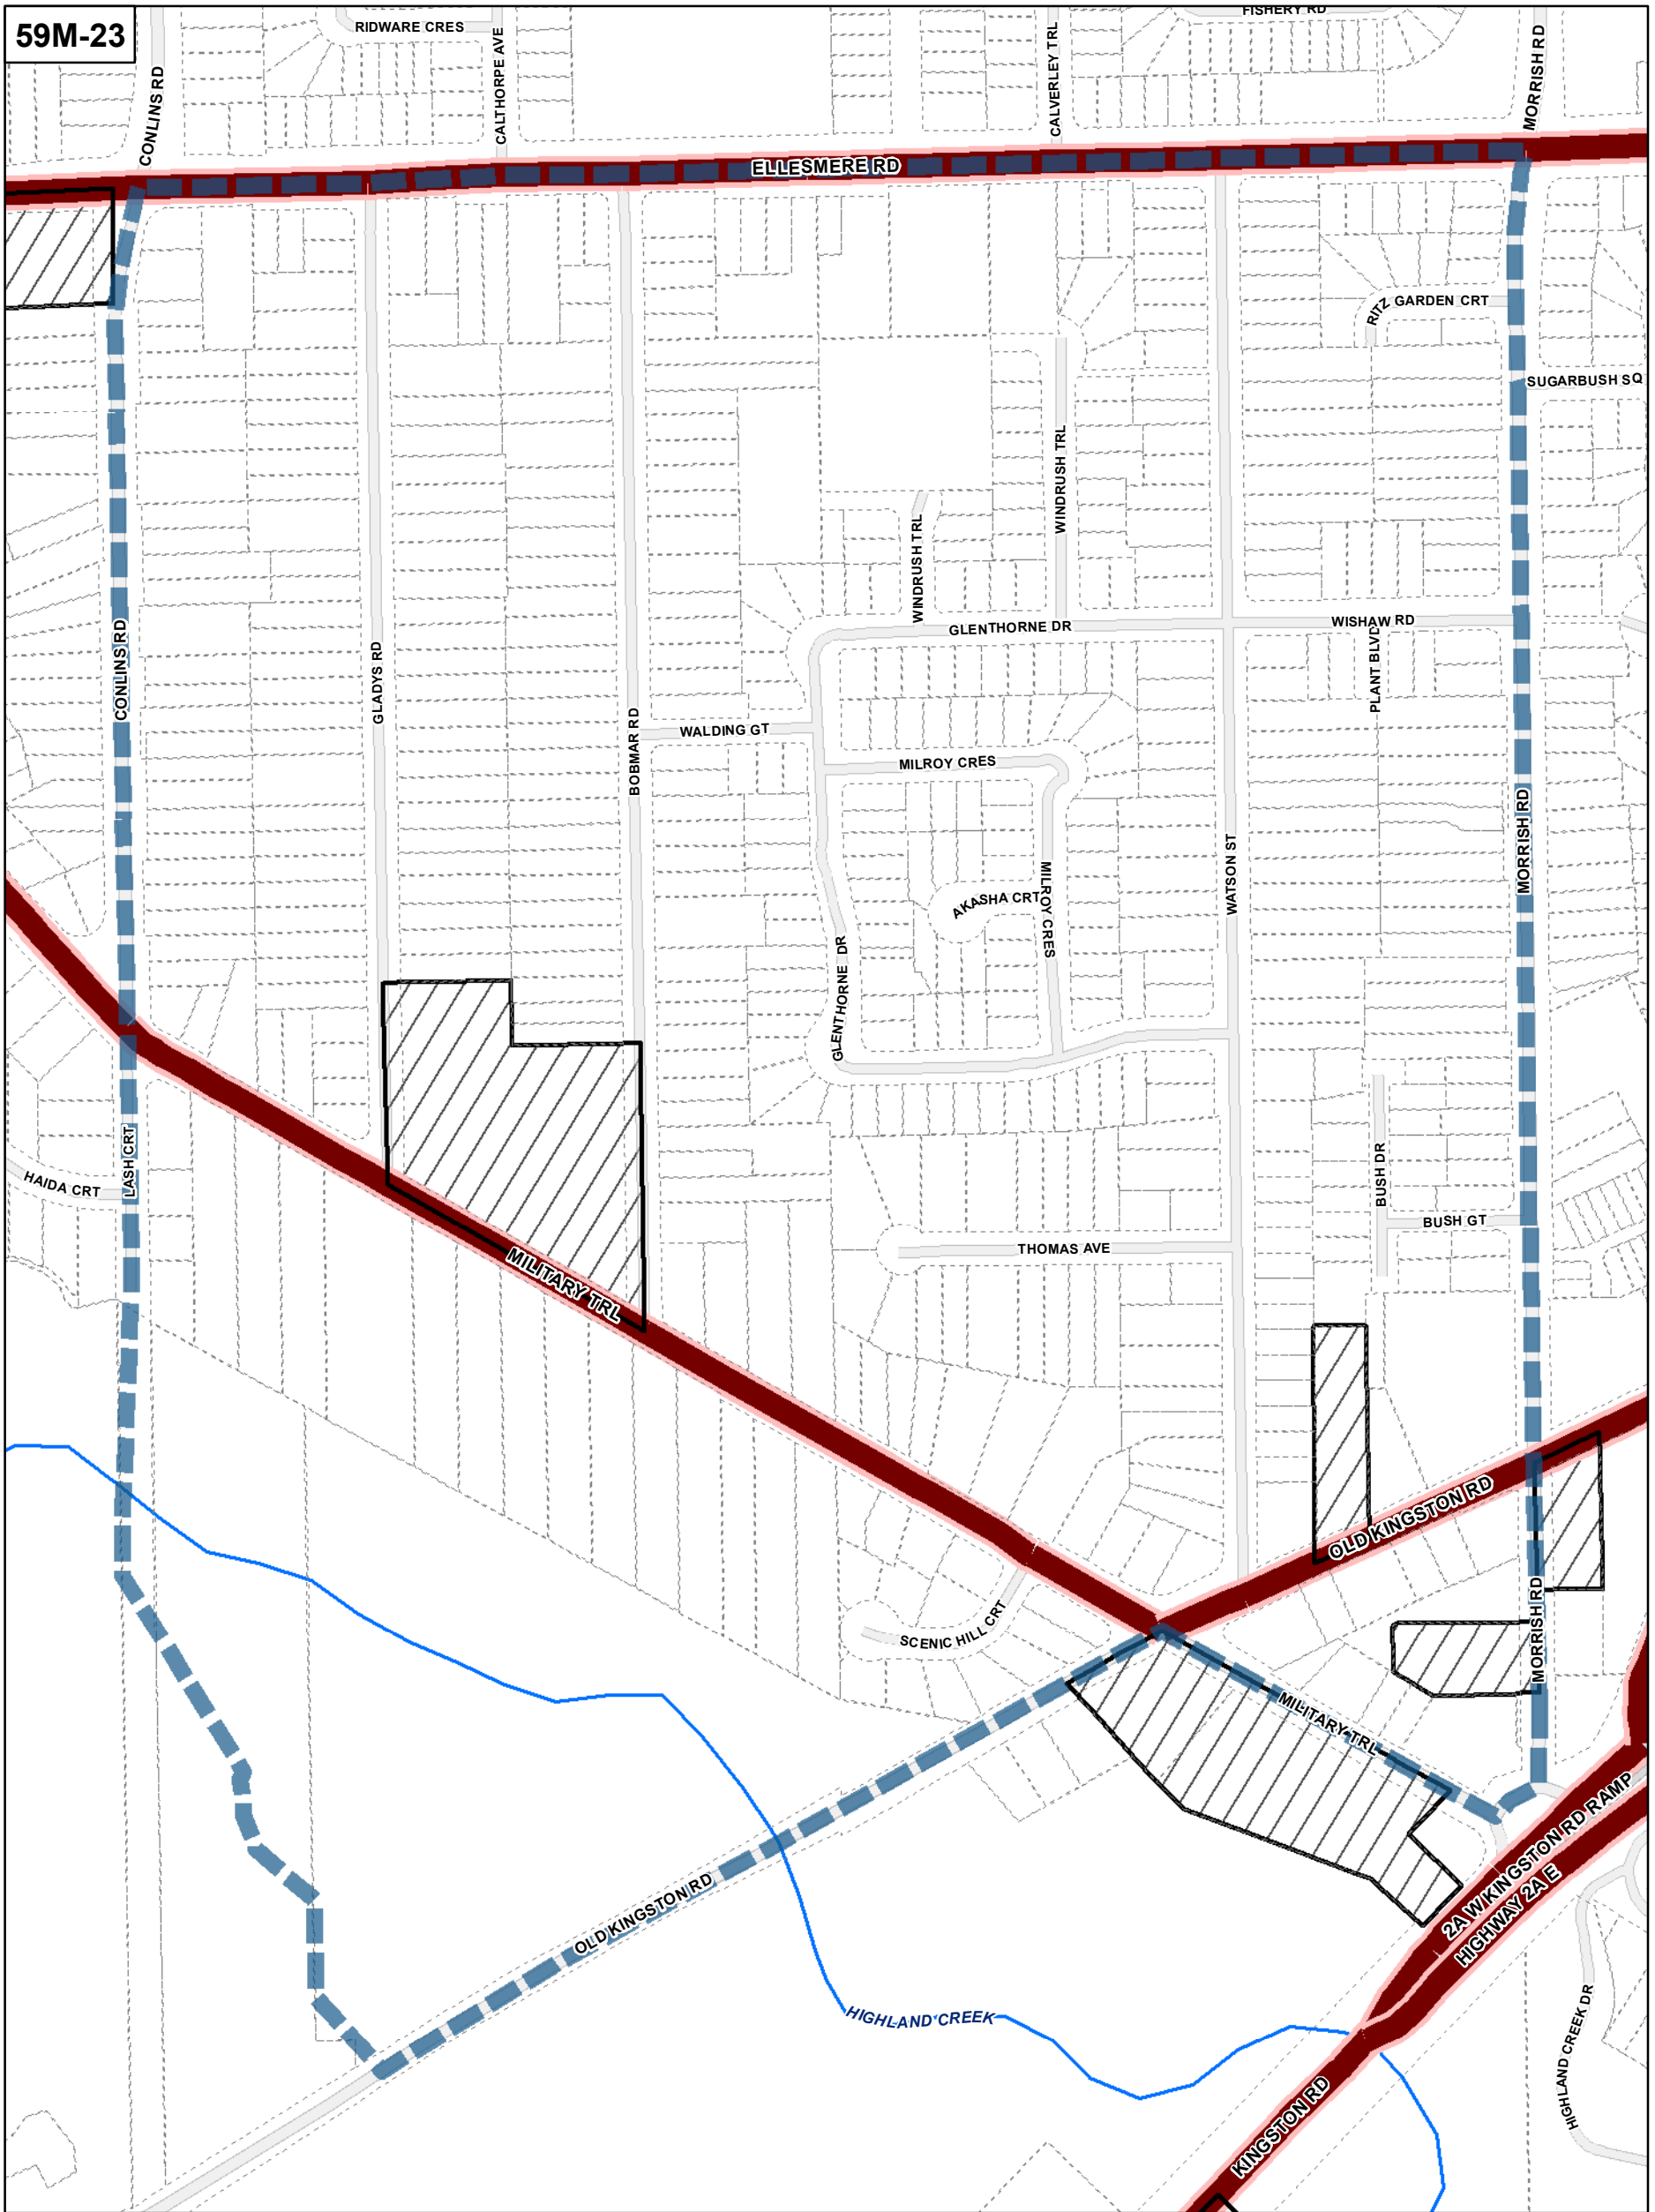 59M-23
RIDWARE CRES
CALTHORPE AVE
CALVERLEY TRL
FISHERY RD
MORRISH RD
CONLINS RD
ELLESMERE RD
RITZ GARDEN CRT
SUGARBUSH SQ
WINDRUSH TRL
WINDRUSH TRL
GLENTHORNE DR
WISHAW RD
PLANT BLVD
CONLINS RD
GLADYS RD
BOBMAR RD
WALDING GT
MILROY CRES
MORRISH RD
WATSON ST
AKASHA CRT
MILROY CRES
GLENTHORNE DR
LASH CRT
HAIDA CRT
BUSH DR
BUSH GT
THOMAS AVE
MILITARY TRL
OLD KINGSTON RD
SCENIC HILL CRT
MORRISH RD
MILITARY TRL
2A W KINGSTON RD RAMP
HIGHWAY 2A E
OLD KINGSTON RD
HIGHLAND CREEK
HIGHLAND CREEK DR
KINGSTON RD